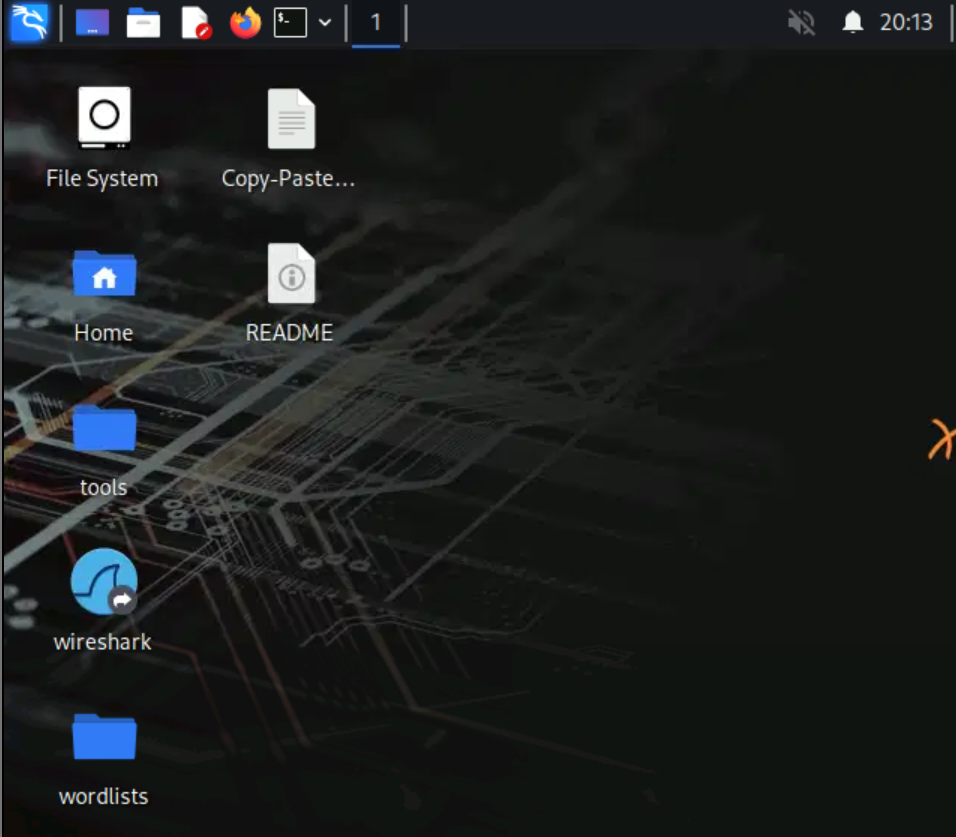 1
20:13
File System
Copy-Paste...
Home
README
tools
wireshark
wordlists